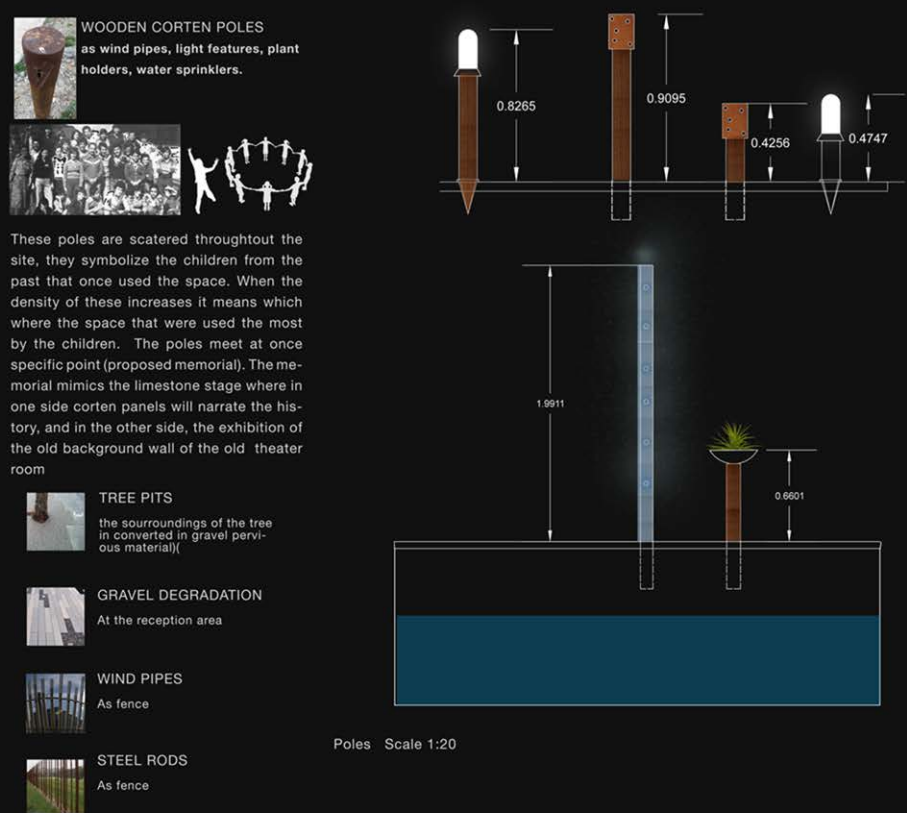 WOODEN CORTEN POLES
as wind pipes, light features, plant
holders, water sprinklers.
These poles are scatered throughtout the
site, they symbolize the children from the
past that once used the space. When the
density of these increases it means which
where the space that were used the most
by the children. The poles meet at once
specific point (proposed memorial). The me-
morial mimics the limestone stage where in
one side corten panels will narrate the his-
tory, and in the other side, the exhibition of
the old background wall of the old theater
room
TREE PITS
the sourroundings of the tree
in converted in gravel pervi-
ous material)(
GRAVEL DEGRADATION
At the reception area
WIND PIPES
As fence
STEEL RODS
As fence
0.8265
0.9095
0.4256
0.4747
1.9911
0.6601
Poles Scale 1:20